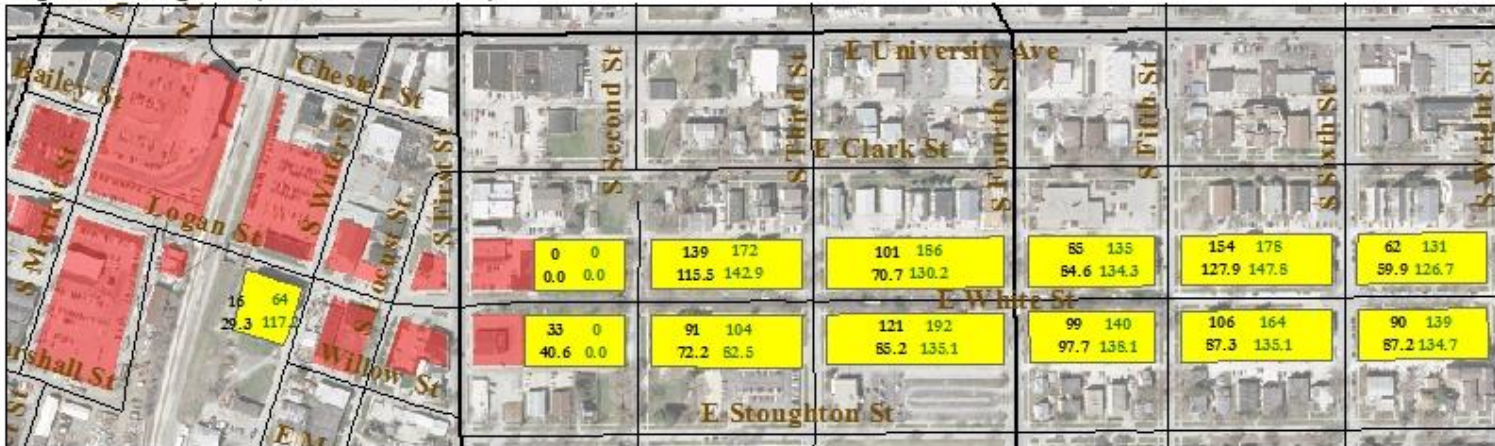 E University Ave
Bailey St
Chester St
S Second St
S Third St
S Fourth St
S Fifth St
S Sixth St
S Wright St
S Water St
E Clark St
S First St
S Market St
Logan St
0 0
0.0 0.0
139 172
115.5 142.9
101 186
70.7 130.2
85 135
84.6 134.3
154 178
127.9 147.8
62 131
59.9 126.7
16 64
29.3
E White St
33 0
40.6 0.0
91 104
72.2 82.5
121 192
85.2 135.1
99 140
97.7 138.1
106 164
87.3 135.1
90 139
87.2 134.7
Willow St
arshall St
E Stoughton St
E M